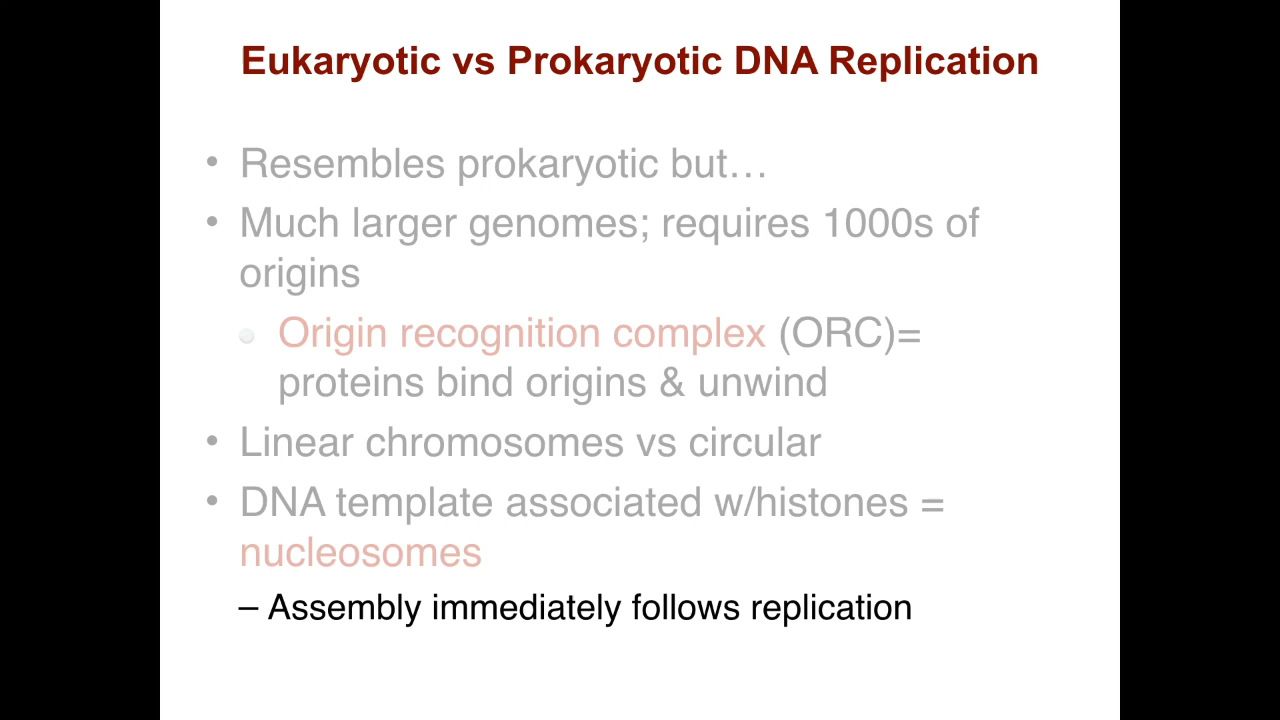 Eukaryotic vs Prokaryotic DNA Replication
• Resembles prokaryotic but…
• Much larger genomes; requires 1000s of
origins
Origin recognition complex (ORC)=
proteins bind origins & unwind
• Linear chromosomes vs circular
• DNA template associated w/histones =
nucleosomes
– Assembly immediately follows replication